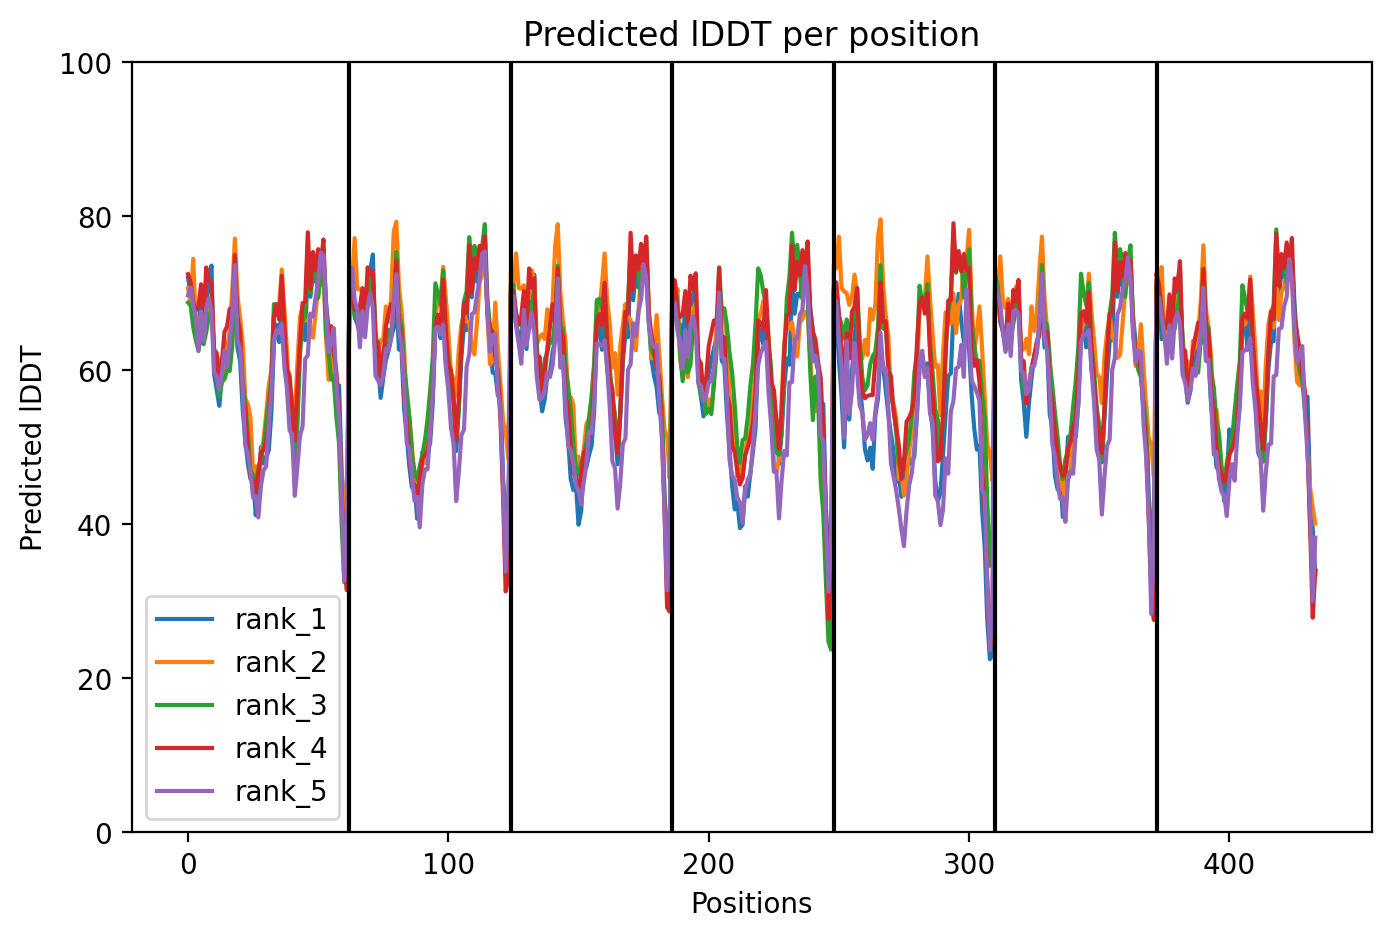 Predicted lDDT per position
100
80
60
40
20
0
Predicted lDDT
rank_1
rank_2
rank_3
rank_4
rank_5
0 100 200 300 400
Positions